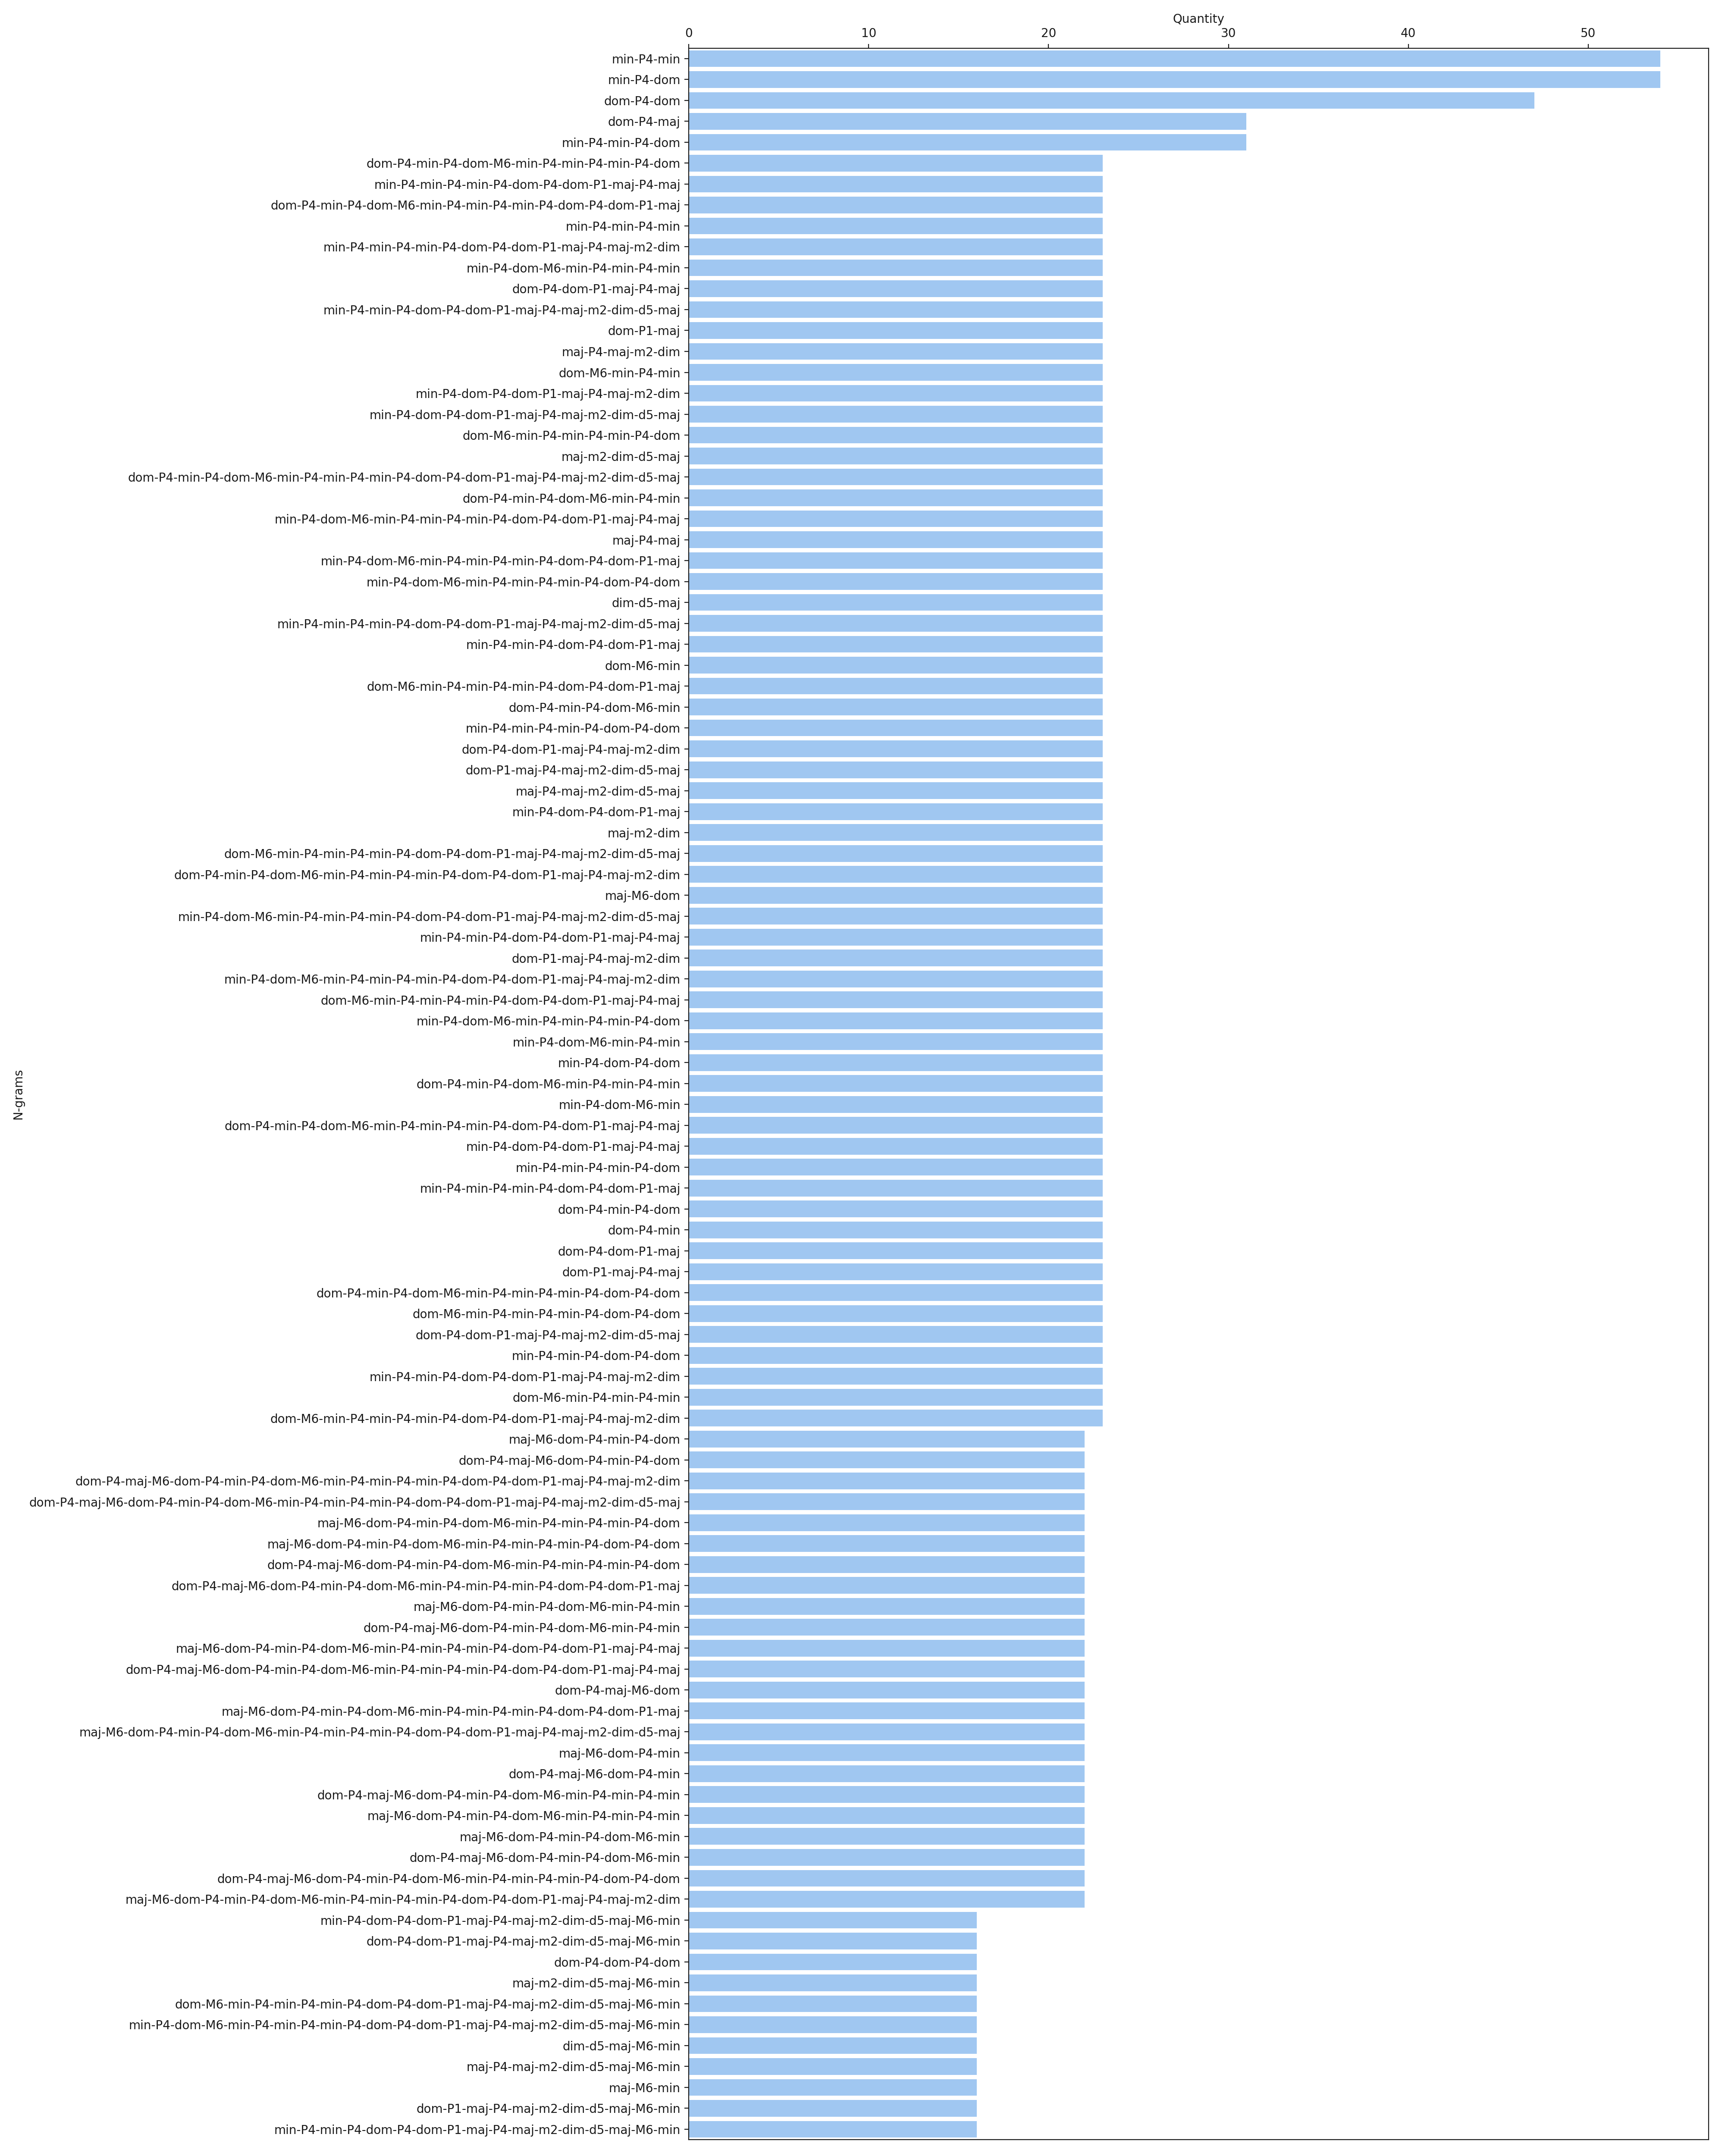 Quantity
0 10 20 30 40 50
min-P4-min
min-P4-dom
dom-P4-dom
dom-P4-maj
min-P4-min-P4-dom
dom-P4-min-P4-dom-M6-min-P4-min-P4-min-P4-dom
min-P4-min-P4-min-P4-dom-P4-dom-P1-maj-P4-maj
dom-P4-min-P4-dom-M6-min-P4-min-P4-min-P4-dom-P4-dom-P1-maj
min-P4-min-P4-min
min-P4-min-P4-min-P4-dom-P4-dom-P1-maj-P4-maj-m2-dim
min-P4-dom-M6-min-P4-min-P4-min
dom-P4-dom-P1-maj-P4-maj
min-P4-min-P4-dom-P4-dom-P1-maj-P4-maj-m2-dim-d5-maj
dom-P1-maj
maj-P4-maj-m2-dim
dom-M6-min-P4-min
min-P4-dom-P4-dom-P1-maj-P4-maj-m2-dim
min-P4-dom-P4-dom-P1-maj-P4-maj-m2-dim-d5-maj
dom-M6-min-P4-min-P4-min-P4-dom
maj-m2-dim-d5-maj
dom-P4-min-P4-dom-M6-min-P4-min-P4-min-P4-dom-P4-dom-P1-maj-P4-maj-m2-dim-d5-maj
dom-P4-min-P4-dom-M6-min-P4-min
min-P4-dom-M6-min-P4-min-P4-min-P4-dom-P4-dom-P1-maj-P4-maj
maj-P4-maj
min-P4-dom-M6-min-P4-min-P4-min-P4-dom-P4-dom-P1-maj
min-P4-dom-M6-min-P4-min-P4-min-P4-dom-P4-dom
dim-d5-maj
min-P4-min-P4-min-P4-dom-P4-dom-P1-maj-P4-maj-m2-dim-d5-maj
min-P4-min-P4-dom-P4-dom-P1-maj
dom-M6-min
dom-M6-min-P4-min-P4-min-P4-dom-P4-dom-P1-maj
dom-P4-min-P4-dom-M6-min
min-P4-min-P4-min-P4-dom-P4-dom
dom-P4-dom-P1-maj-P4-maj-m2-dim
dom-P1-maj-P4-maj-m2-dim-d5-maj
maj-P4-maj-m2-dim-d5-maj
min-P4-dom-P4-dom-P1-maj
maj-m2-dim
dom-M6-min-P4-min-P4-min-P4-dom-P4-dom-P1-maj-P4-maj-m2-dim-d5-maj
dom-P4-min-P4-dom-M6-min-P4-min-P4-min-P4-dom-P4-dom-P1-maj-P4-maj-m2-dim
maj-M6-dom
min-P4-dom-M6-min-P4-min-P4-min-P4-dom-P4-dom-P1-maj-P4-maj-m2-dim-d5-maj
min-P4-min-P4-dom-P4-dom-P1-maj-P4-maj
dom-P1-maj-P4-maj-m2-dim
min-P4-dom-M6-min-P4-min-P4-min-P4-dom-P4-dom-P1-maj-P4-maj-m2-dim
dom-M6-min-P4-min-P4-min-P4-dom-P4-dom-P1-maj-P4-maj
min-P4-dom-M6-min-P4-min-P4-min-P4-dom
min-P4-dom-M6-min-P4-min
min-P4-dom-P4-dom
dom-P4-min-P4-dom-M6-min-P4-min-P4-min
min-P4-dom-M6-min
dom-P4-min-P4-dom-M6-min-P4-min-P4-min-P4-dom-P4-dom-P1-maj-P4-maj
min-P4-dom-P4-dom-P1-maj-P4-maj
min-P4-min-P4-min-P4-dom
min-P4-min-P4-min-P4-dom-P4-dom-P1-maj
dom-P4-min-P4-dom
dom-P4-min
dom-P4-dom-P1-maj
dom-P1-maj-P4-maj
dom-P4-min-P4-dom-M6-min-P4-min-P4-min-P4-dom-P4-dom
dom-M6-min-P4-min-P4-min-P4-dom-P4-dom
dom-P4-dom-P1-maj-P4-maj-m2-dim-d5-maj
min-P4-min-P4-dom-P4-dom
min-P4-min-P4-dom-P4-dom-P1-maj-P4-maj-m2-dim
dom-M6-min-P4-min-P4-min
dom-M6-min-P4-min-P4-min-P4-dom-P4-dom-P1-maj-P4-maj-m2-dim
maj-M6-dom-P4-min-P4-dom
dom-P4-maj-M6-dom-P4-min-P4-dom
dom-P4-maj-M6-dom-P4-min-P4-dom-M6-min-P4-min-P4-min-P4-dom-P4-dom-P1-maj-P4-maj-m2-dim
dom-P4-maj-M6-dom-P4-min-P4-dom-M6-min-P4-min-P4-min-P4-dom-P4-dom-P1-maj-P4-maj-m2-dim-d5-maj
maj-M6-dom-P4-min-P4-dom-M6-min-P4-min-P4-min-P4-dom
maj-M6-dom-P4-min-P4-dom-M6-min-P4-min-P4-min-P4-dom-P4-dom
dom-P4-maj-M6-dom-P4-min-P4-dom-M6-min-P4-min-P4-min-P4-dom
dom-P4-maj-M6-dom-P4-min-P4-dom-M6-min-P4-min-P4-min-P4-dom-P4-dom-P1-maj
maj-M6-dom-P4-min-P4-dom-M6-min-P4-min
dom-P4-maj-M6-dom-P4-min-P4-dom-M6-min-P4-min
maj-M6-dom-P4-min-P4-dom-M6-min-P4-min-P4-min-P4-dom-P4-dom-P1-maj-P4-maj
dom-P4-maj-M6-dom-P4-min-P4-dom-M6-min-P4-min-P4-min-P4-dom-P4-dom-P1-maj-P4-maj
dom-P4-maj-M6-dom
maj-M6-dom-P4-min-P4-dom-M6-min-P4-min-P4-min-P4-dom-P4-dom-P1-maj
maj-M6-dom-P4-min-P4-dom-M6-min-P4-min-P4-min-P4-dom-P4-dom-P1-maj-P4-maj-m2-dim-d5-maj
maj-M6-dom-P4-min
dom-P4-maj-M6-dom-P4-min
dom-P4-maj-M6-dom-P4-min-P4-dom-M6-min-P4-min-P4-min
maj-M6-dom-P4-min-P4-dom-M6-min-P4-min-P4-min
maj-M6-dom-P4-min-P4-dom-M6-min
dom-P4-maj-M6-dom-P4-min-P4-dom-M6-min
dom-P4-maj-M6-dom-P4-min-P4-dom-M6-min-P4-min-P4-min-P4-dom-P4-dom
maj-M6-dom-P4-min-P4-dom-M6-min-P4-min-P4-min-P4-dom-P4-dom-P1-maj-P4-maj-m2-dim
min-P4-dom-P4-dom-P1-maj-P4-maj-m2-dim-d5-maj-M6-min
dom-P4-dom-P1-maj-P4-maj-m2-dim-d5-maj-M6-min
dom-P4-dom-P4-dom
maj-m2-dim-d5-maj-M6-min
dom-M6-min-P4-min-P4-min-P4-dom-P4-dom-P1-maj-P4-maj-m2-dim-d5-maj-M6-min
min-P4-dom-M6-min-P4-min-P4-min-P4-dom-P4-dom-P1-maj-P4-maj-m2-dim-d5-maj-M6-min
dim-d5-maj-M6-min
maj-P4-maj-m2-dim-d5-maj-M6-min
maj-M6-min
dom-P1-maj-P4-maj-m2-dim-d5-maj-M6-min
min-P4-min-P4-dom-P4-dom-P1-maj-P4-maj-m2-dim-d5-maj-M6-min
N-grams